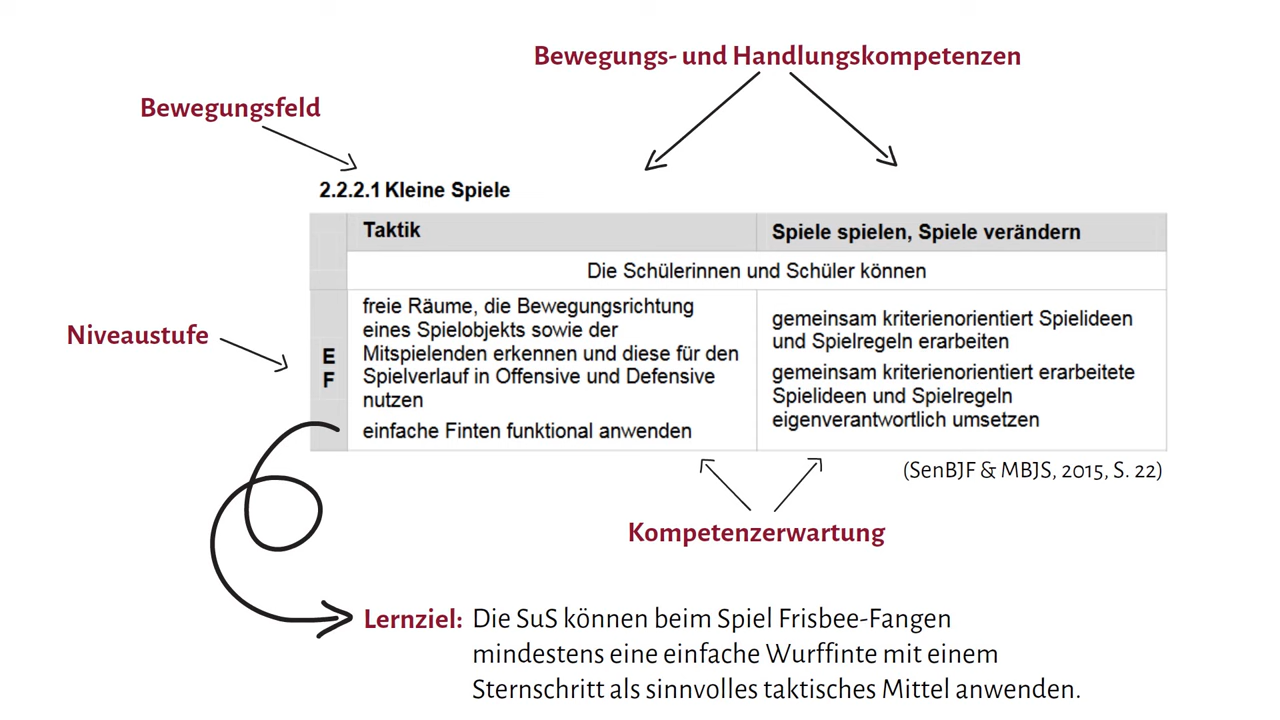 Bewegungs- und Handlungskompetenzen
Bewegungsfeld
2.2.2.1 Kleine Spiele
Taktik
Spiele spielen, Spiele verändern
Die Schülerinnen und Schüler können
Niveaustufe
E
F
freie Räume, die Bewegungsrichtung
eines Spielobjekts sowie der
Mitspielenden erkennen und diese für den
Spielverlauf in Offensive und Defensive
nutzen
einfache Finten funktional anwenden
gemeinsam kriterienorientiert Spielideen
und Spielregeln erarbeiten
gemeinsam kriterienorientiert erarbeitete
Spielideen und Spielregeln
eigenverantwortlich umsetzen
(SenBJF & MBJS, 2015, S. 22)
Kompetenzerwartung
Lernziel: Die SuS können beim Spiel Frisbee-Fangen
mindestens eine einfache Wurffinte mit einem
Sternschritt als sinnvolles taktisches Mittel anwenden.